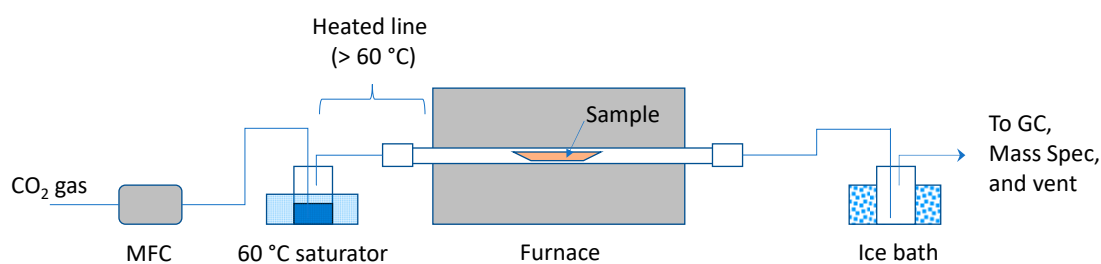 Heated line
(> 60 °C)
Sample
To GC,
Mass Spec,
and vent
CO₂ gas
MFC
60 °C saturator
Furnace
Ice bath